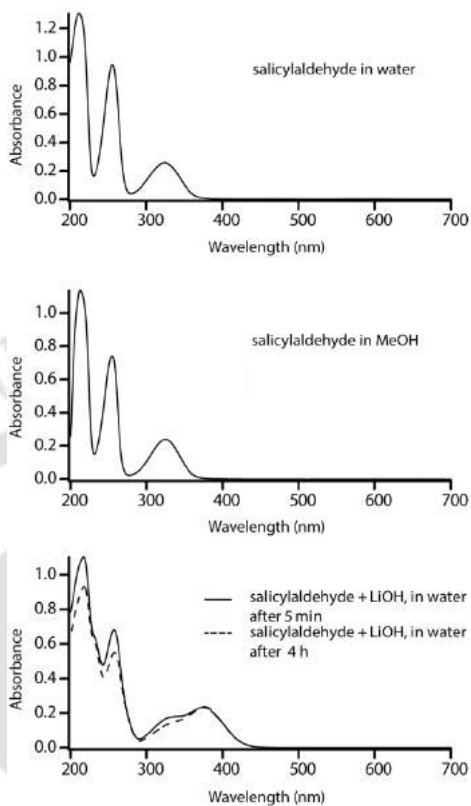 salicylaldehyde in water
Absorbance
1.2
1.0
0.8
0.6
0.4
0.2
0.0
200 300 400 500 600 700
Wavelength (nm)
salicylaldehyde in MeOH
Absorbance
1.0
0.8
0.6
0.4
0.2
0.0
200 300 400 500 600 700
Wavelength (nm)
salicylaldehyde + LiOH, in water
after 5 min
salicylaldehyde + LiOH, in water
after 4 h
Absorbance
1.0
0.8
0.6
0.4
0.2
0.0
200 300 400 500 600 700
Wavelength (nm)